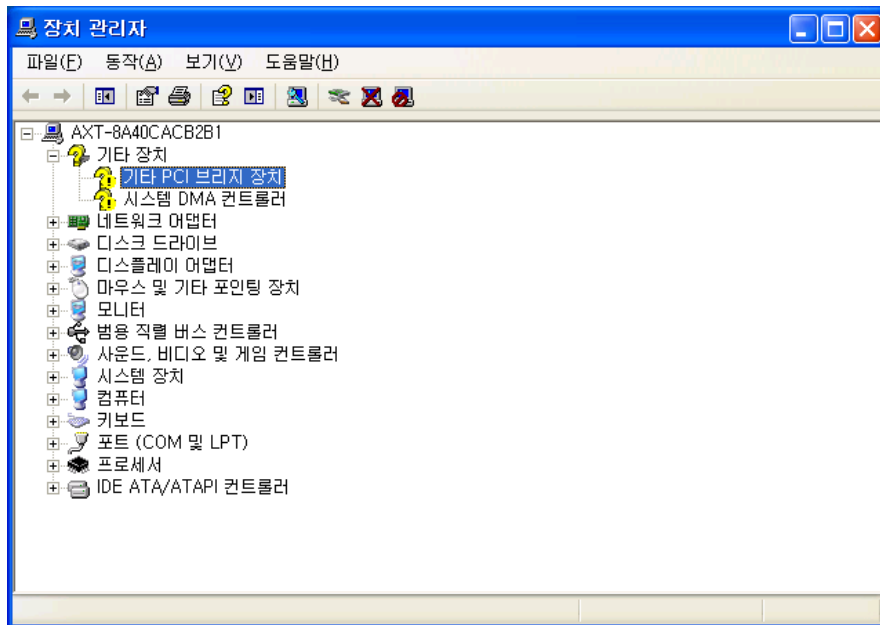 장치 관리자
파일(F) 동작(A) 보기(V) 도움말(H)
AXT-8A40CACB2B1
기타 장치
기타 PCI 브리지 장치
시스템 DMA 컨트롤러
네트워크 어댑터
디스크 드라이브
디스플레이 어댑터
마우스 및 기타 포인팅 장치
모니터
범용 직렬 버스 컨트롤러
사운드, 비디오 및 게임 컨트롤러
시스템 장치
컴퓨터
키보드
포트 (COM 및 LPT)
프로세서
IDE ATA/ATAPI 컨트롤러